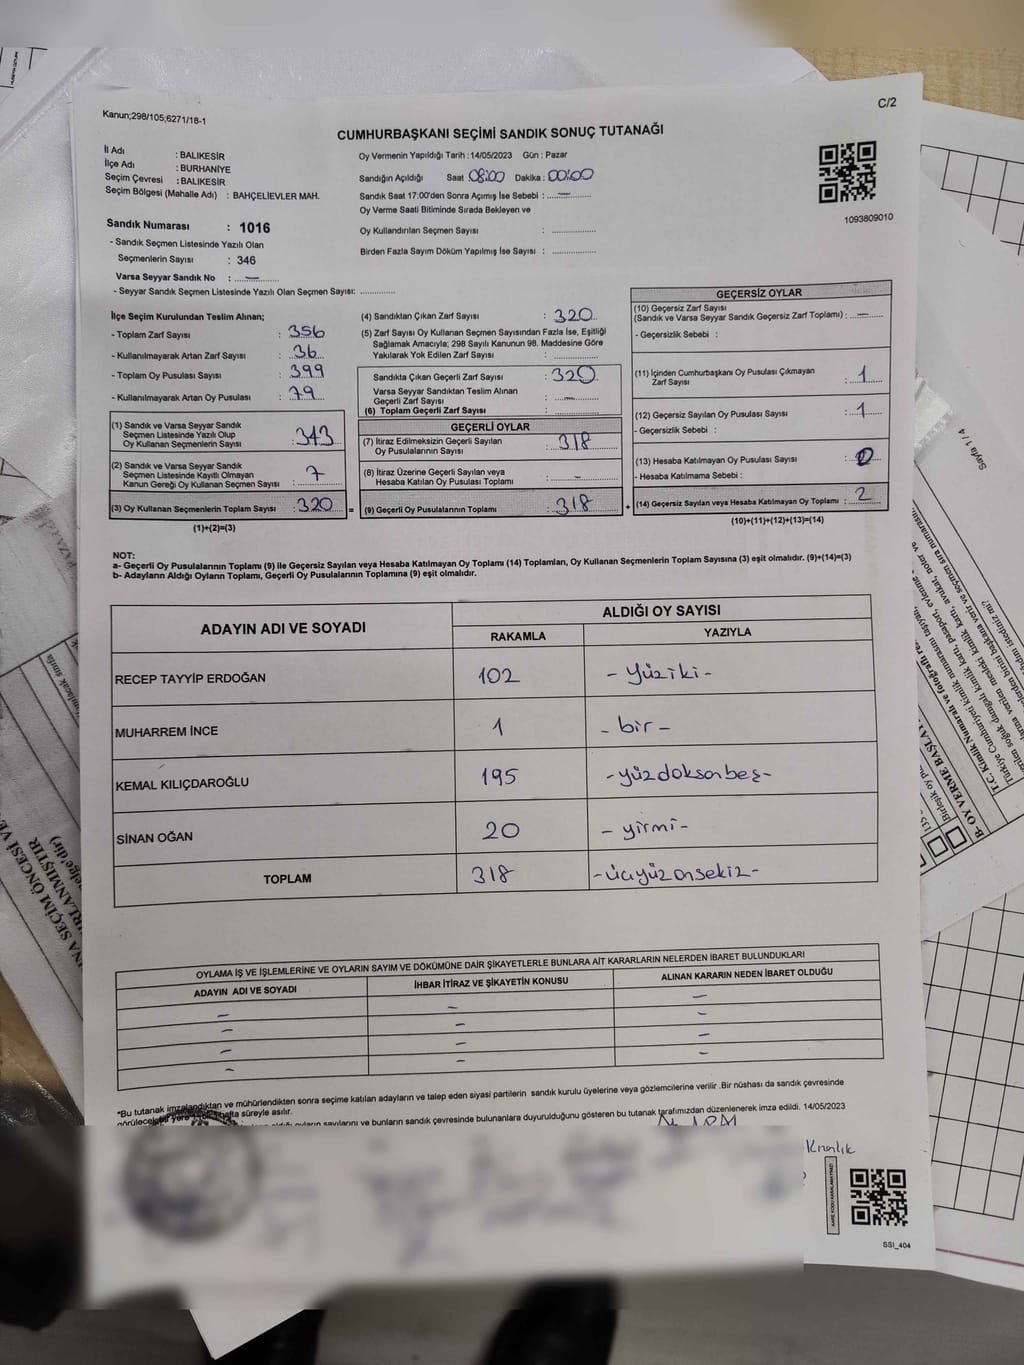 Kanun;298/105;6271/18-1
C/2
CUMHURBAŞKANI SEÇİMİ SANDIK SONUÇ TUTANAĞI
İl Adı : BALIKESİR
İlçe Adı : BURHANİYE
Seçim Çevresi : BALIKESİR
Seçim Bölgesi (Mahalle Adı) : BAHÇELİEVLER MAH.
Sandık Numarası : 1016
- Sandık Seçmen Listesinde Yazılı Olan
Seçmenlerin Sayısı : 346
Varsa Seyyar Sandık No : —
- Seyyar Sandık Seçmen Listesinde Yazılı Olan Seçmen Sayısı: ..............
Oy Vermenin Yapıldığı Tarih : 14/05/2023 Gün : Pazar
Sandığın Açıldığı Saat 08:00 Dakika : 00:00
Sandık Saat 17:00'den Sonra Açımış İse Sebebi : —
Oy Verme Saati Bitiminde Sırada Bekleyen ve
Oy Kullandırılan Seçmen Sayısı : ..............
Birden Fazla Sayım Döküm Yapılmış İse Sayısı : ..............
1093809010
İlçe Seçim Kurulundan Teslim Alınan;
- Toplam Zarf Sayısı : 356
- Kullanılmayarak Artan Zarf Sayısı : 36
- Toplam Oy Pusulası Sayısı : 399
- Kullanılmayarak Artan Oy Pusulası : 79
(1) Sandık ve Varsa Seyyar Sandık
Seçmen Listesinde Yazılı Olup
Oy Kullanan Seçmenlerin Sayısı : 313
(2) Sandık ve Varsa Seyyar Sandık
Seçmen Listesinde Kayıtlı Olmayan
Kanun Gereği Oy Kullanan Seçmen Sayısı : 7
(3) Oy Kullanan Seçmenlerin Toplam Sayısı : 320
(1)+(2)=(3)
(4) Sandıktan Çıkan Zarf Sayısı : 320
(5) Zarf Sayısı Oy Kullanan Seçmen Sayısından Fazla İse, Eşitliği
Sağlamak Amacıyla; 298 Sayılı Kanunun 98. Maddesine Göre
Yakılarak Yok Edilen Zarf Sayısı : ..............
Sandıkta Çıkan Geçerli Zarf Sayısı : 320
Varsa Seyyar Sandıktan Teslim Alınan
Geçerli Zarf Sayısı : —
(6) Toplam Geçerli Zarf Sayısı : ..............
GEÇERLİ OYLAR
(7) İtiraz Edilmeksizin Geçerli Sayılan
Oy Pusulalarının Sayısı : 318
(8) İtiraz Üzerine Geçerli Sayılan veya
Hesaba Katılan Oy Pusulası Toplamı : —
= (9) Geçerli Oy Pusulalarının Toplamı : 318
GEÇERSİZ OYLAR
(10) Geçersiz Zarf Sayısı
(Sandık ve Varsa Seyyar Sandık Geçersiz Zarf Toplamı) : —
- Geçersizlik Sebebi :
(11) İçinden Cumhurbaşkanı Oy Pusulası Çıkmayan
Zarf Sayısı : 1
(12) Geçersiz Sayılan Oy Pusulası Sayısı : 1
- Geçersizlik Sebebi :
(13) Hesaba Katılmayan Oy Pusulası Sayısı : 0
- Hesaba Katılmama Sebebi :
+ (14) Geçersiz Sayılan veya Hesaba Katılmayan Oy Toplamı : 2
(10)+(11)+(12)+(13)=(14)
NOT:
a- Geçerli Oy Pusulalarının Toplamı (9) ile Geçersiz Sayılan veya Hesaba Katılmayan Oy Toplamı (14) Toplamları, Oy Kullanan Seçmenlerin Toplam Sayısına (3) eşit olmalıdır. (9)+(14)=(3)
b- Adayların Aldığı Oyların Toplamı, Geçerli Oy Pusulalarının Toplamına (9) eşit olmalıdır.
ADAYIN ADI VE SOYADI
ALDIĞI OY SAYISI
RAKAMLA YAZIYLA
RECEP TAYYİP ERDOĞAN 102 - yüziki -
MUHARREM İNCE 1 - bir -
KEMAL KILIÇDAROĞLU 195 - yüzdoksanbeş -
SİNAN OĞAN 20 - yirmi -
TOPLAM 318 - üçyüzonsekiz -
OYLAMA İŞ VE İŞLEMLERİNE VE OYLARIN SAYIM VE DÖKÜMÜNE DAİR ŞİKAYETLERLE BUNLARA AİT KARARLARIN NELERDEN İBARET BULUNDUKLARI
ADAYIN ADI VE SOYADI İHBAR İTİRAZ VE ŞİKAYETİN KONUSU ALINAN KARARIN NEDEN İBARET OLDUĞU
— — —
— — —
— — —
— — —
*Bu tutanak imzalandıktan ve mühürlendikten sonra seçime katılan adayların ve talep eden siyasi partilerin sandık kurulu üyelerine veya gözlemcilerine verilir .Bir nüshası da sandık çevresinde
görülecek bir yere hafta süreyle asılır.
oyların sayılarını ve bunların sandık çevresinde bulunanlara duyurulduğunu gösteren bu tutanak tarafımızdan düzenlenerek imza edildi. 14/05/2023
SSI_404
Sayfa 1 / 4
B- OY VERME BAŞLA